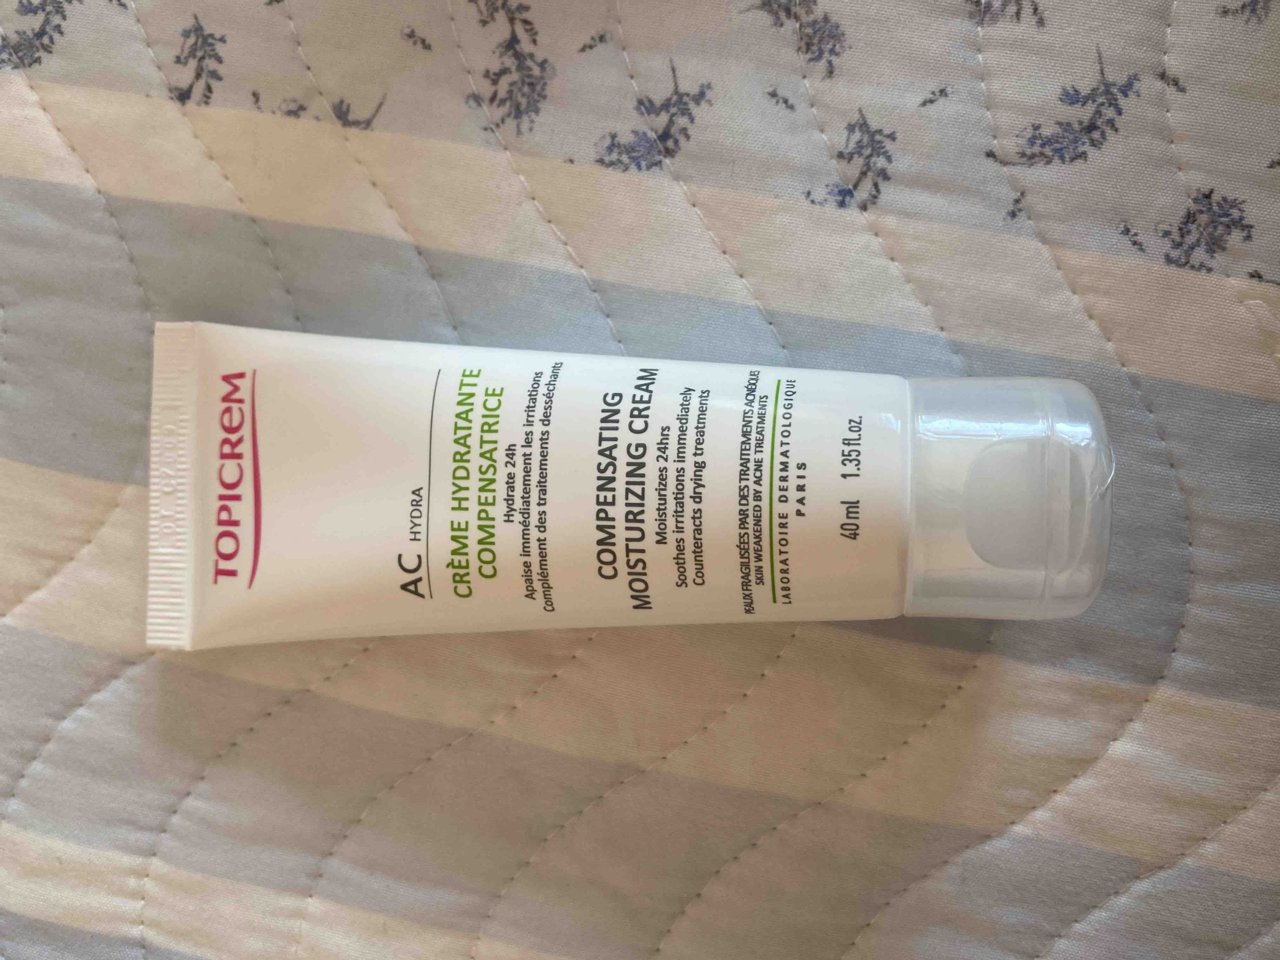 TOPICREM
AC HYDRA
CRÈME HYDRATANTE
COMPENSATRICE
Hydrate 24h
Apaise immédiatement les irritations
Complément des traitements desséchants
COMPENSATING
MOISTURIZING CREAM
Moisturizes 24hrs
Soothes irritations immediately
Counteracts drying treatments
PEAUX FRAGILISÉES PAR DES TRAITEMENTS ACNÉIQUES
SKIN WEAKENED BY ACNE TREATMENTS
LABORATOIRE DERMATOLOGIQUE
PARIS
40 ml 1.35 fl.oz.